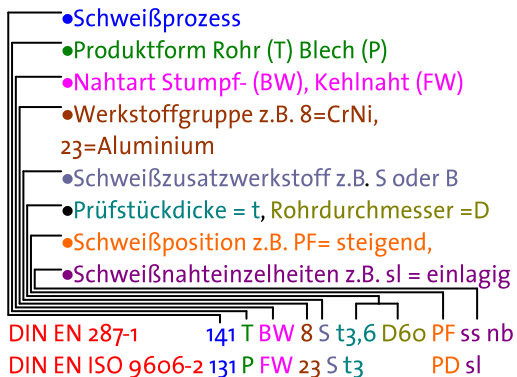 •Schweißprozess
•Produktform Rohr (T) Blech (P)
•Nahtart Stumpf- (BW), Kehlnaht (FW)
•Werkstoffgruppe z.B. 8=CrNi,
23=Aluminium
•Schweißzusatzwerkstoff z.B. S oder B
•Prüfstückdicke = t, Rohrdurchmesser =D
•Schweißposition z.B. PF= steigend,
•Schweißnahteinzelheiten z.B. sl = einlagig
DIN EN 287-1 141 T BW 8 S t3,6 D60 PF ss nb
DIN EN ISO 9606-2 131 P FW 23 S t3 PD sl